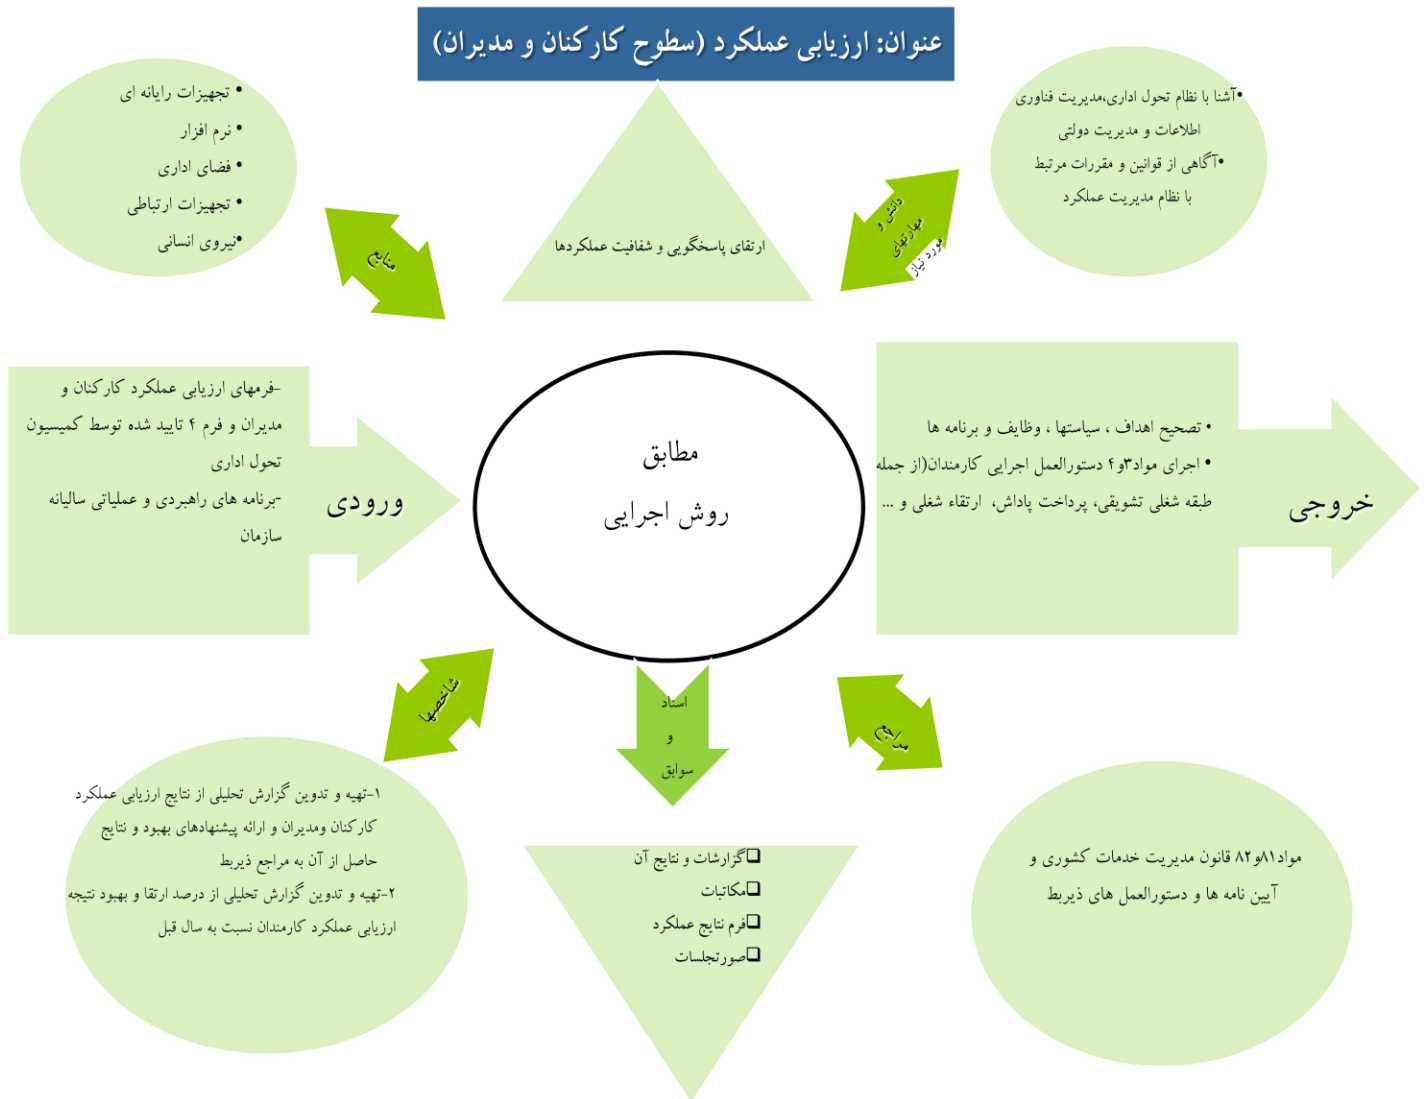 عنوان: ارزیابی عملکرد (سطوح کارکنان و مدیران)
•آشنا با نظام تحول اداری،مدیریت فناوری
اطلاعات و مدیریت دولتی
•آگاهی از قوانین و مقررات مرتبط
با نظام مدیریت عملکرد
دانش و
مهارتهای
مورد نیاز
ارتقای پاسخگویی و شفافیت عملکردها
• تجهیزات رایانه ای
• نرم افزار
• فضای اداری
• تجهیزات ارتباطی
•نیروی انسانی
منابع
-فرمهای ارزیابی عملکرد کارکنان و
مدیران و فرم ۴ تایید شده توسط کمیسیون
تحول اداری
-برنامه های راهبردی و عملیاتی سالیانه
سازمان
ورودی
مطابق
روش اجرایی
• تصحیح اهداف ، سیاستها ، وظایف و برنامه ها
• اجرای مواد۳و۴ دستورالعمل اجرایی کارمندان(از جمله
طبقه شغلی تشویقی، پرداخت پاداش، ارتقاء شغلی و ...
خروجی
شاخصها
۱-تهیه و تدوین گزارش تحلیلی از نتایج ارزیابی عملکرد
کارکنان ومدیران و ارائه پیشنهادهای بهبود و نتایج
حاصل از آن به مراجع ذیربط
۲-تهیه و تدوین گزارش تحلیلی از درصد ارتقا و بهبود نتیجه
ارزیابی عملکرد کارمندان نسبت به سال قبل
اسناد
و
سوابق
❑گزارشات و نتایج آن
❑مکاتبات
❑فرم نتایج عملکرد
❑صورتجلسات
مراجع
مواد۸۱و۸۲ قانون مدیریت خدمات کشوری و
آیین نامه ها و دستورالعمل های ذیربط